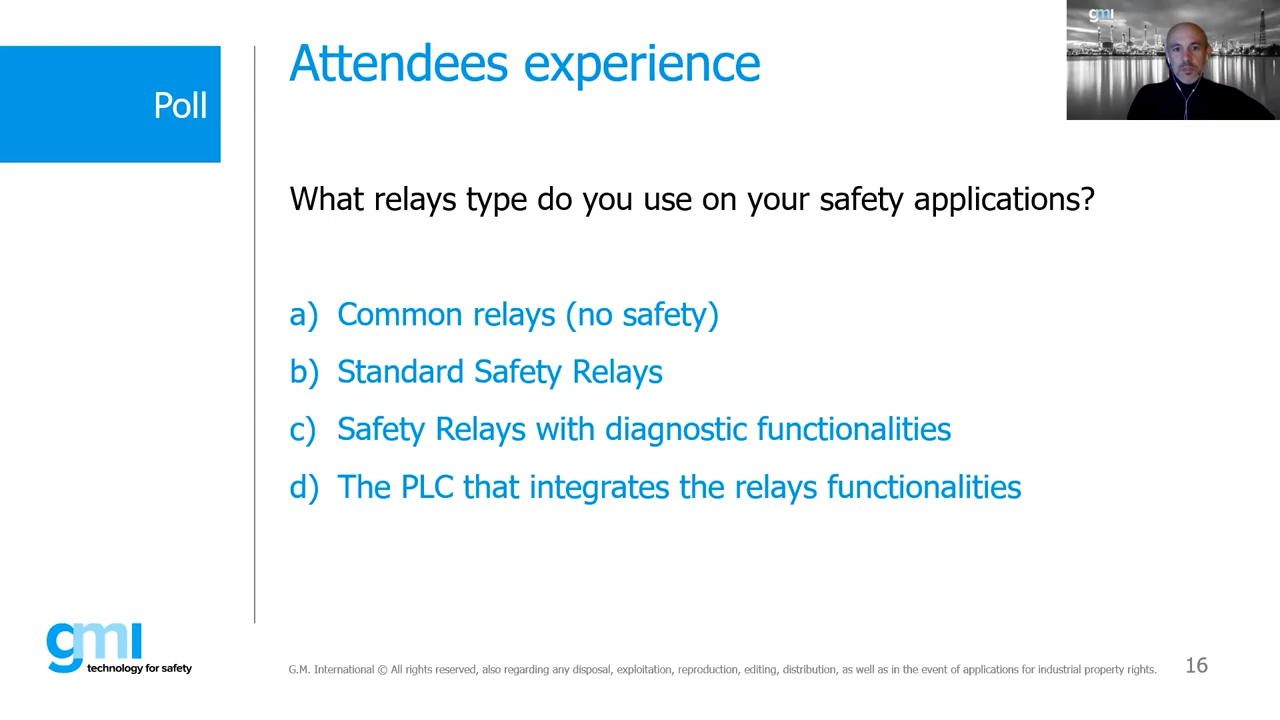 Attendees experience
Poll
gmi
What relays type do you use on your safety applications?
a) Common relays (no safety)
b) Standard Safety Relays
c) Safety Relays with diagnostic functionalities
d) The PLC that integrates the relays functionalities
gmi
technology for safety
G.M. International © All rights reserved, also regarding any disposal, exploitation, reproduction, editing, distribution, as well as in the event of applications for industrial property rights.
16